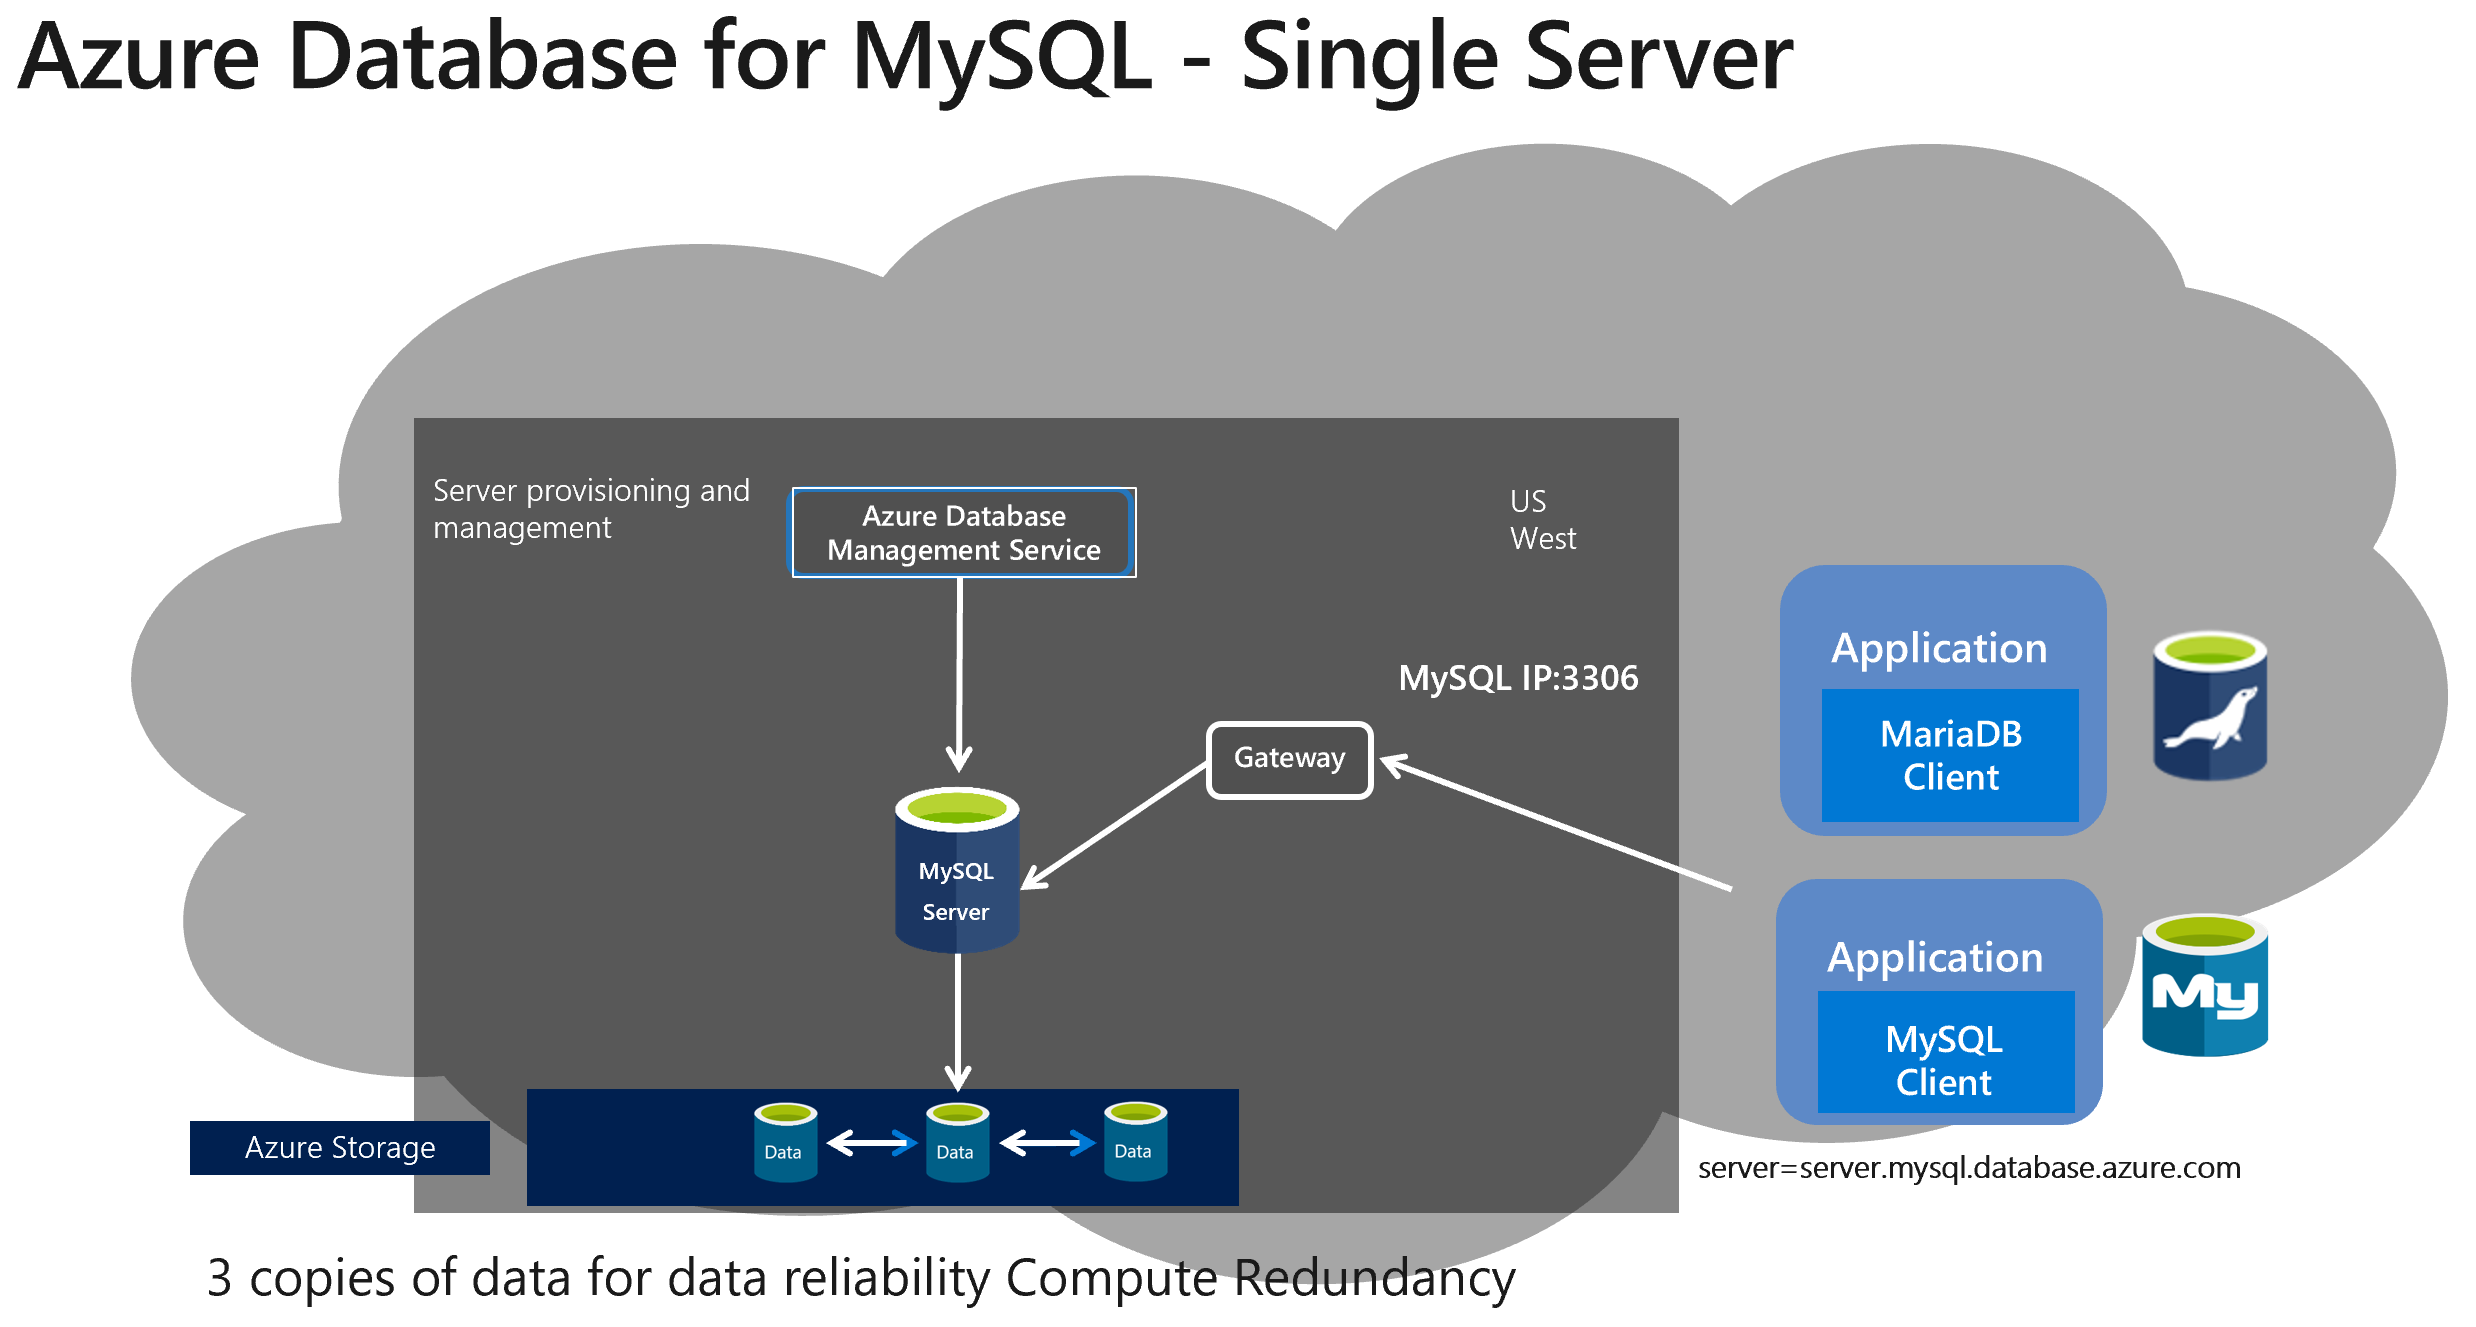 Azure Database for MySQL - Single Server
Server provisioning and
management
Azure Database
Management Service
US
West
MySQL IP:3306
Gateway
MySQL
Server
Application
MariaDB
Client
Application
MySQL
Client
My
Azure Storage
Data
Data
Data
server=server.mysql.database.azure.com
3 copies of data for data reliability Compute Redundancy